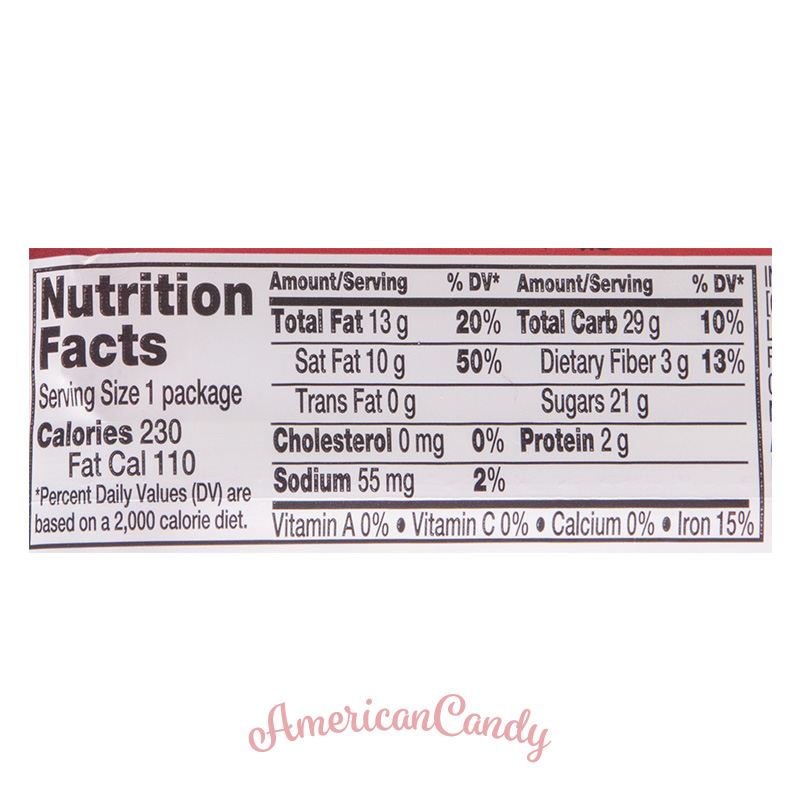 Nutrition
Facts
Serving Size 1 package
Calories 230
Fat Cal 110
*Percent Daily Values (DV) are
based on a 2,000 calorie diet.
Amount/Serving % DV* Amount/Serving % DV*
Total Fat 13 g 20% Total Carb 29 g 10%
Sat Fat 10 g 50% Dietary Fiber 3 g 13%
Trans Fat 0 g Sugars 21 g
Cholesterol 0 mg 0% Protein 2 g
Sodium 55 mg 2%
Vitamin A 0% • Vitamin C 0% • Calcium 0% • Iron 15%
AmericanCandy